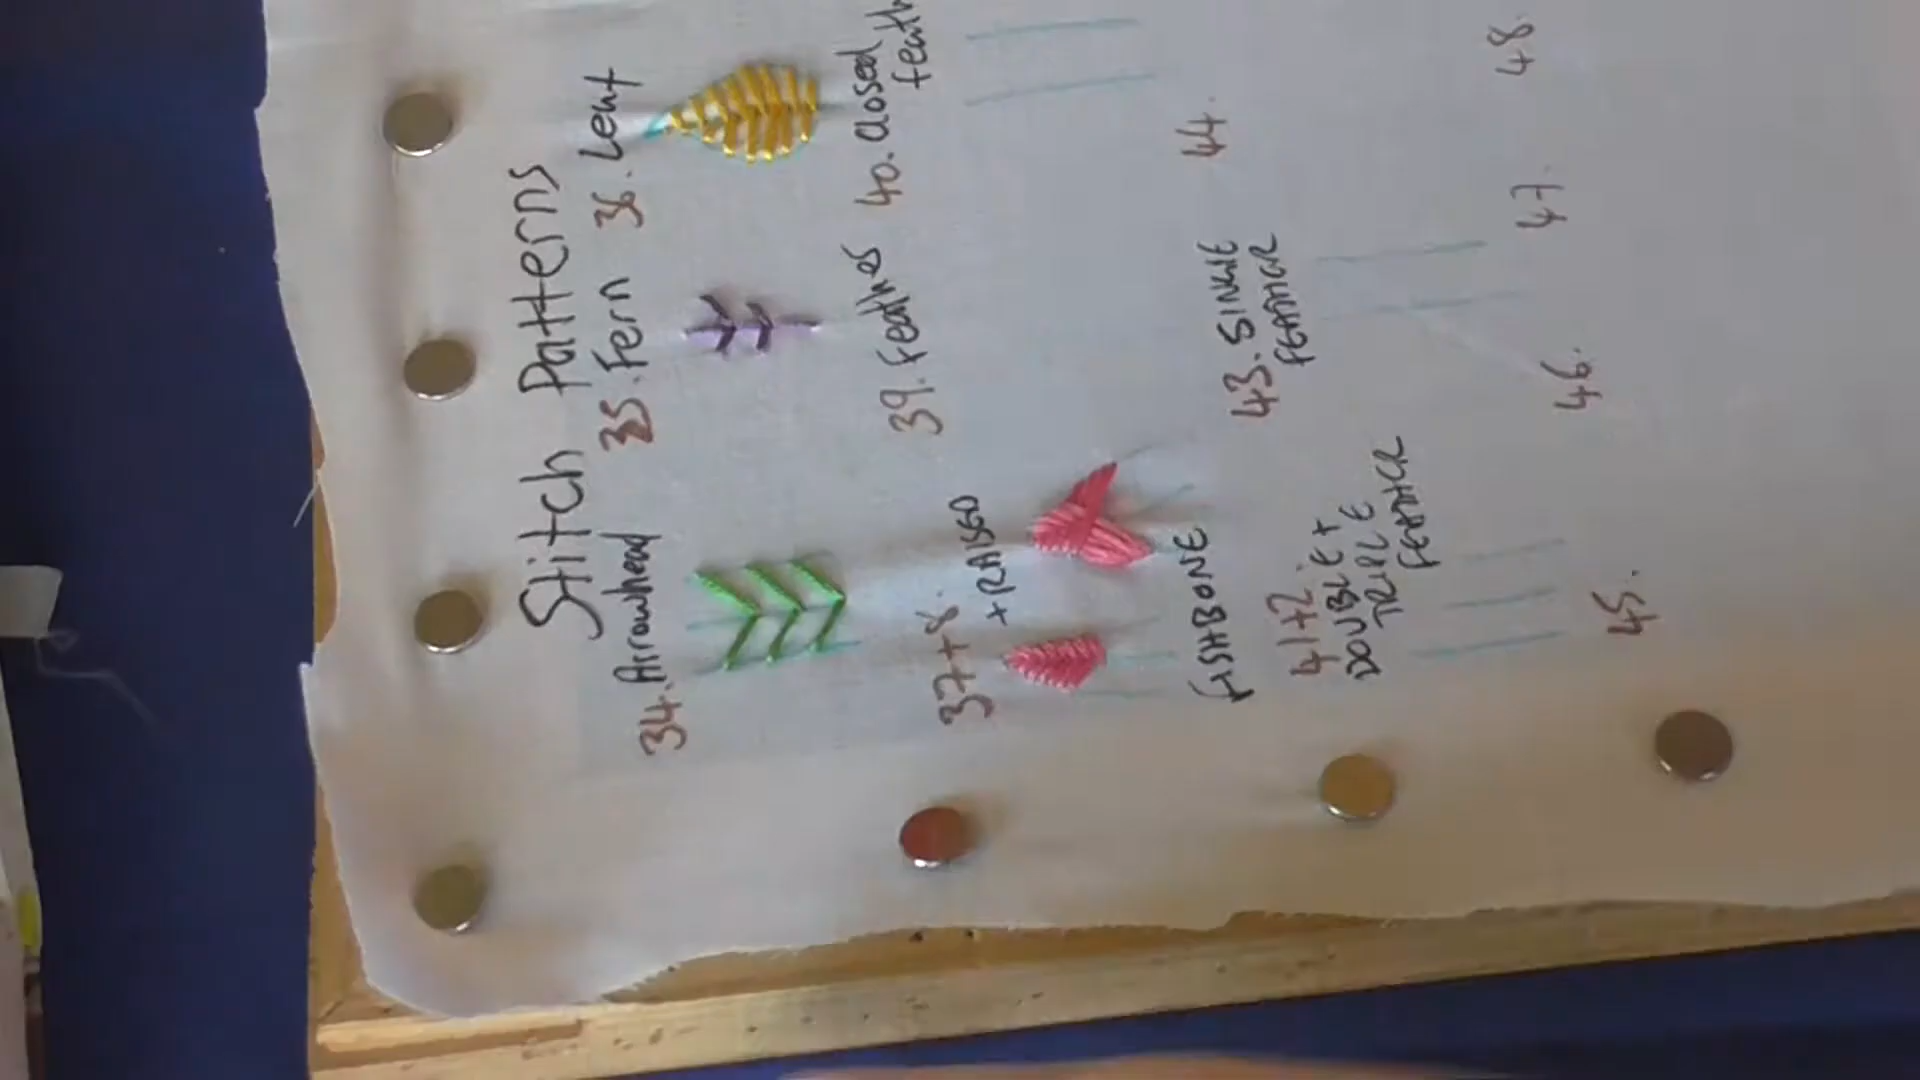 Stitch Patterns
34. Arrowhead
35. Fern
36. Leaf
37+8.
+RAISED
FISHBONE
39. Feather
40. Closed
feath
41+2
DOUBLE +
TRIPLE
FEATHER
43. SINGLE
FEATHER
44.
45.
46.
47.
48.